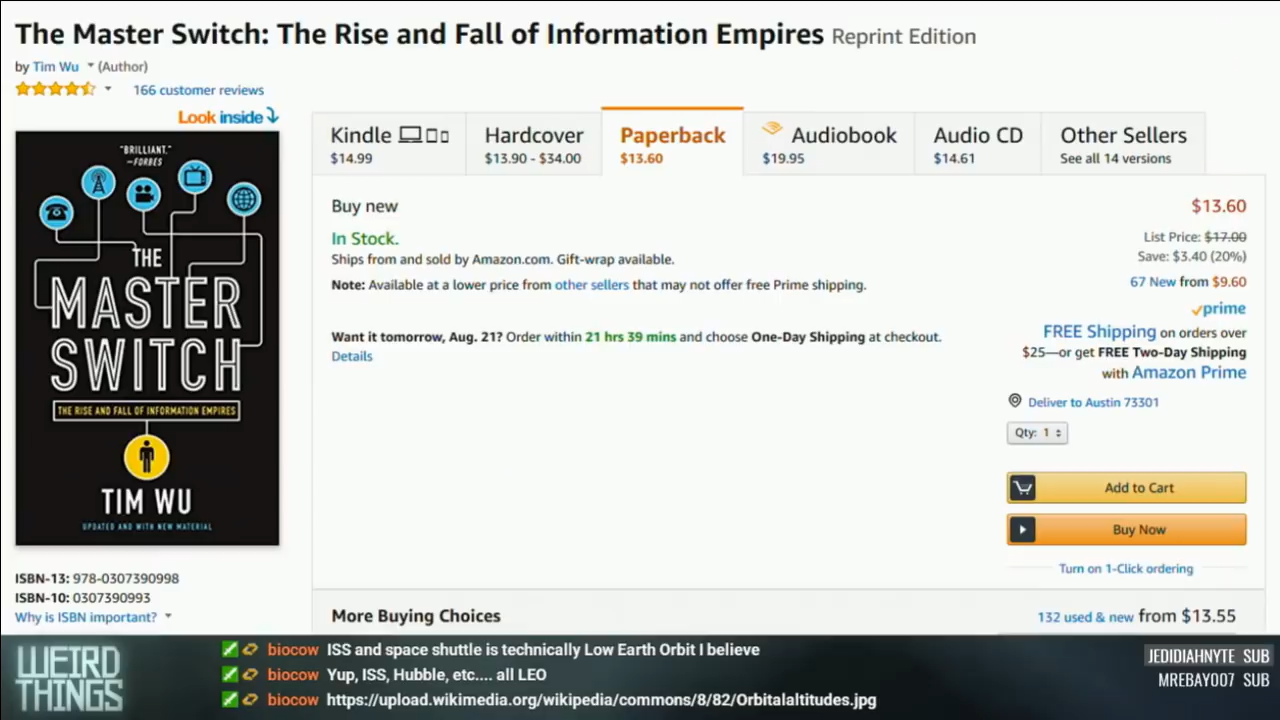 The Master Switch: The Rise and Fall of Information Empires Reprint Edition
by Tim Wu (Author)
166 customer reviews
Look inside
"BRILLIANT."
—FORBES
THE
MASTER
SWITCH
THE RISE AND FALL OF INFORMATION EMPIRES
TIM WU
UPDATED AND WITH NEW MATERIAL
ISBN-13: 978-0307390998
ISBN-10: 0307390993
Why is ISBN important?
Kindle
$14.99
Hardcover
$13.90 - $34.00
Paperback
$13.60
Audiobook
$19.95
Audio CD
$14.61
Other Sellers
See all 14 versions
Buy new
$13.60
In Stock.
Ships from and sold by Amazon.com. Gift-wrap available.
Note: Available at a lower price from other sellers that may not offer free Prime shipping.
Want it tomorrow, Aug. 21? Order within 21 hrs 39 mins and choose One-Day Shipping at checkout.
Details
List Price: $17.00
Save: $3.40 (20%)
67 New from $9.60
prime
FREE Shipping on orders over
$25—or get FREE Two-Day Shipping
with Amazon Prime
Deliver to Austin 73301
Qty: 1
Add to Cart
Buy Now
Turn on 1-Click ordering
More Buying Choices
132 used & new from $13.55
WEIRD
THINGS
biocow ISS and space shuttle is technically Low Earth Orbit I believe
biocow Yup, ISS, Hubble, etc.... all LEO
biocow https://upload.wikimedia.org/wikipedia/commons/8/82/Orbitalaltitudes.jpg
JEDIDIAHNYTE SUB
MREBAY007 SUB